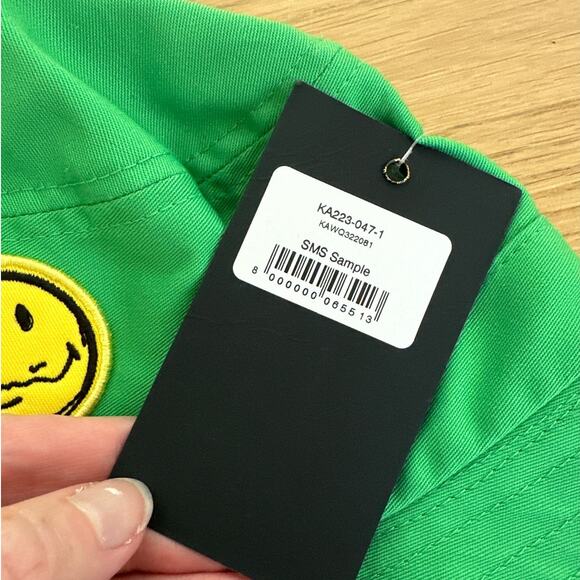 KA223-047-1
KAWQ322081
SMS Sample
8 000000 065513